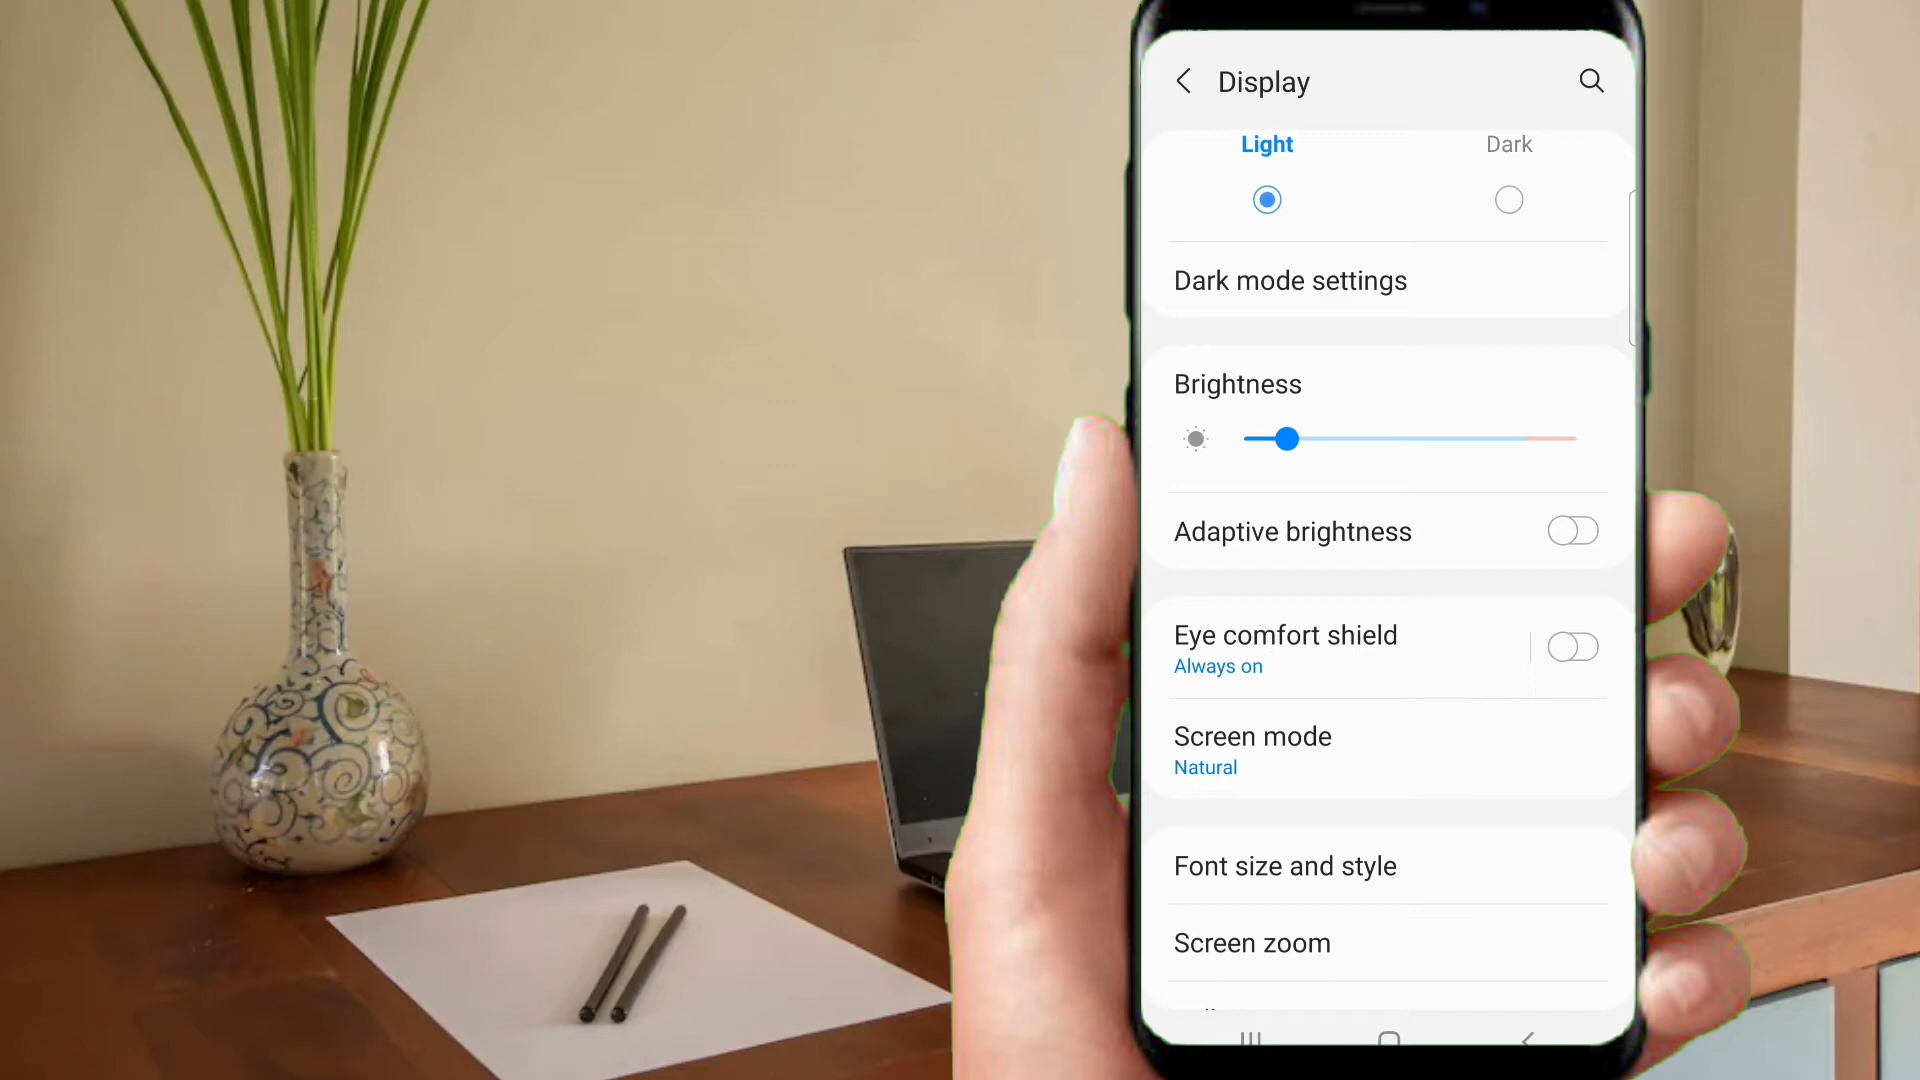 Display
Light
Dark
Dark mode settings
Brightness
Adaptive brightness
Eye comfort shield
Always on
Screen mode
Natural
Font size and style
Screen zoom